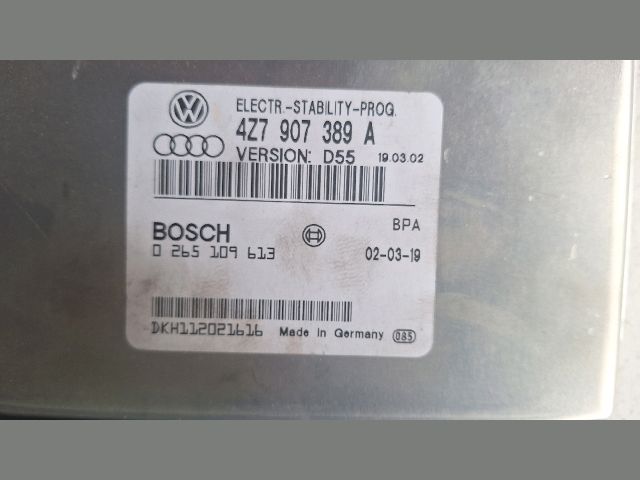 ELECTR.-STABILITY-PROG.
4Z7 907 389 A
VERSION: D55 19.03.02
BPA
BOSCH
0 265 109 613 02-03-19
DKH112021616 Made in Germany 085